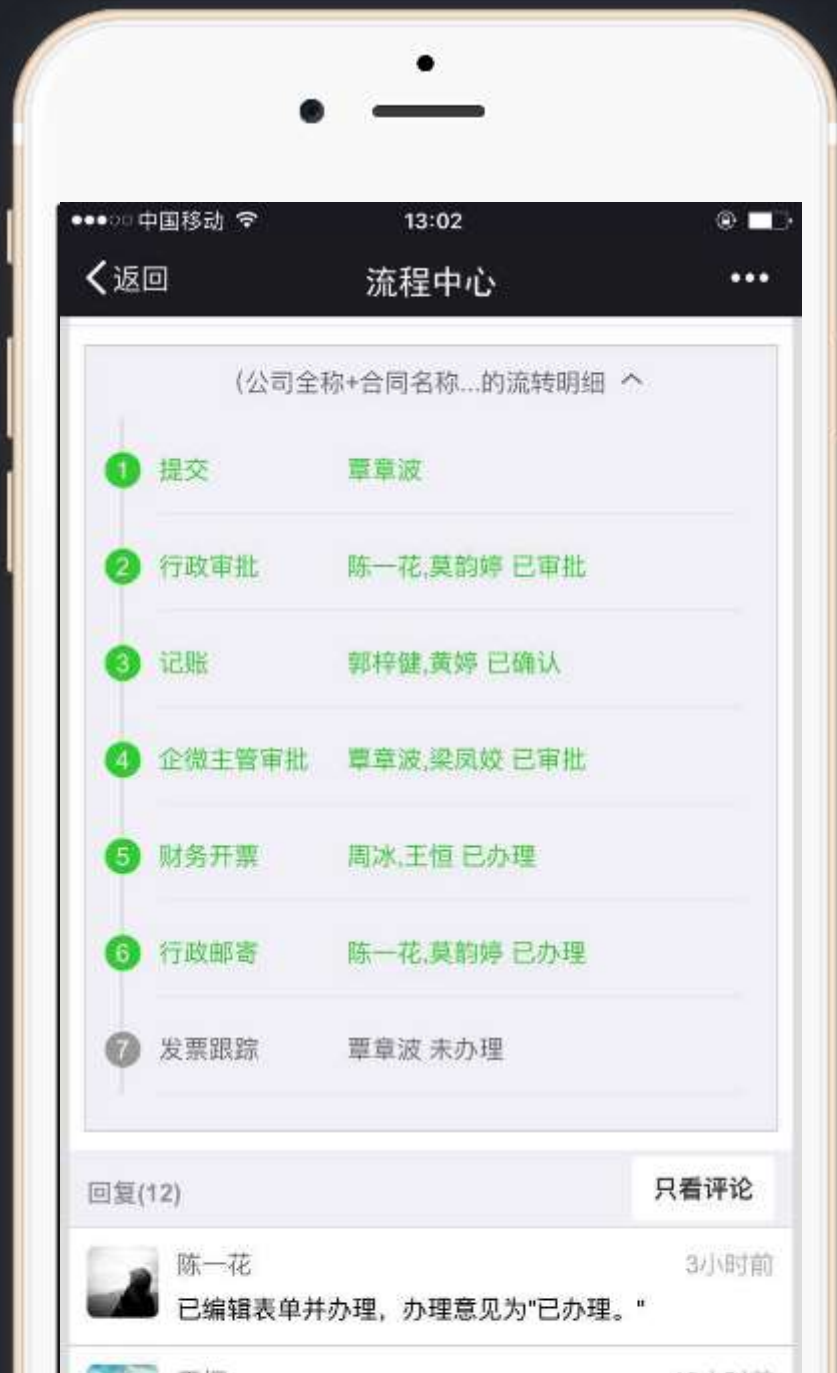 中国移动 13:02
返回 流程中心
(公司全称+合同名称...的流转明细
1 提交 覃章波
2 行政审批 陈一花,莫韵婷 已审批
3 记账 郭梓健,黄婷 已确认
4 企微主管审批 覃章波,梁凤姣 已审批
5 财务开票 周冰,王恒 已办理
6 行政邮寄 陈一花,莫韵婷 已办理
7 发票跟踪 覃章波 未办理
回复(12) 只看评论
陈一花 3小时前
已编辑表单并办理，办理意见为"已办理。"